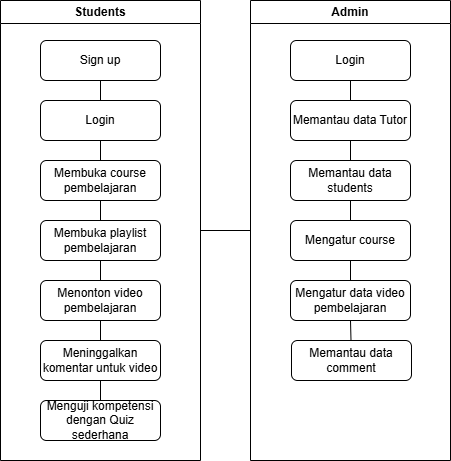 Students
Sign up
Login
Membuka course
pembelajaran
Membuka playlist
pembelajaran
Menonton video
pembelajaran
Meninggalkan
komentar untuk video
Menguji kompetensi
dengan Quiz
sederhana
Admin
Login
Memantau data Tutor
Memantau data
students
Mengatur course
Mengatur data video
pembelajaran
Memantau data
comment